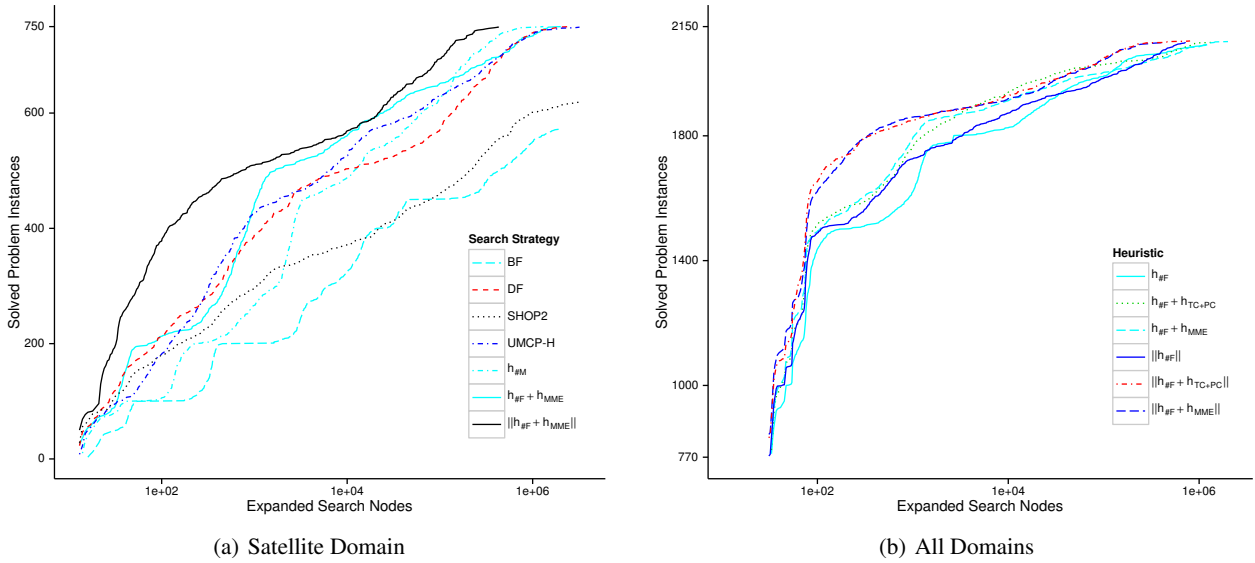 750
600
400
200
0
Solved Problem Instances
1e+02
1e+04
1e+06
Expanded Search Nodes
Search Strategy
BF
DF
SHOP2
UMCP-H
h#M
h#F + hMME
||h#F + hMME||
(a) Satellite Domain
2150
1800
1400
1000
770
Solved Problem Instances
1e+02
1e+04
1e+06
Expanded Search Nodes
Heuristic
h#F
h#F + hTC+PC
h#F + hMME
||h#F||
||h#F + hTC+PC||
||h#F + hMME||
(b) All Domains